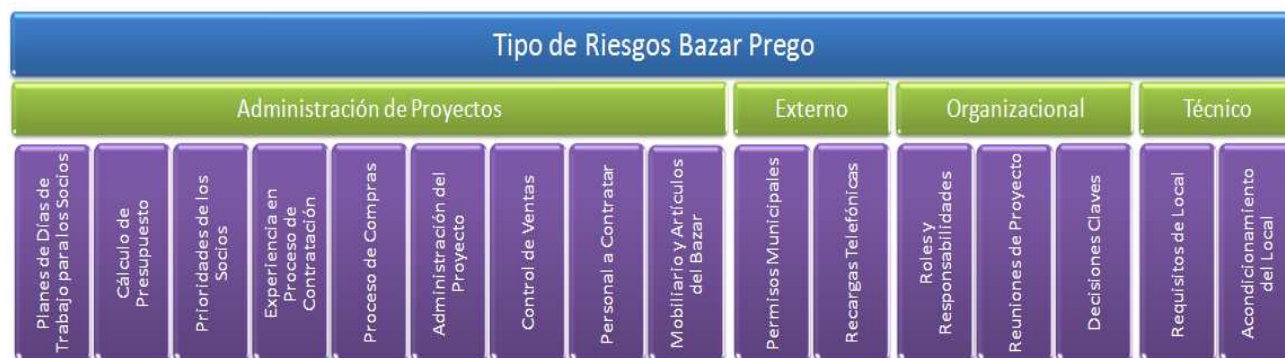 Tipo de Riesgos Bazar Prego
Administración de Proyectos
Externo
Organizacional
Técnico
Planes de Días de
Trabajo para los Socios
Cálculo de
Presupuesto
Prioridades de los
Socios
Experiencia en
Proceso de
Contratación
Proceso de Compras
Administración del
Proyecto
Control de Ventas
Personal a Contratar
Mobiliario y Artículos
del Bazar
Permisos Municipales
Recargas Telefónicas
Roles y
Responsabilidades
Reuniones de Proyecto
Decisiones Claves
Requisitos de Local
Acondicionamiento
del Local